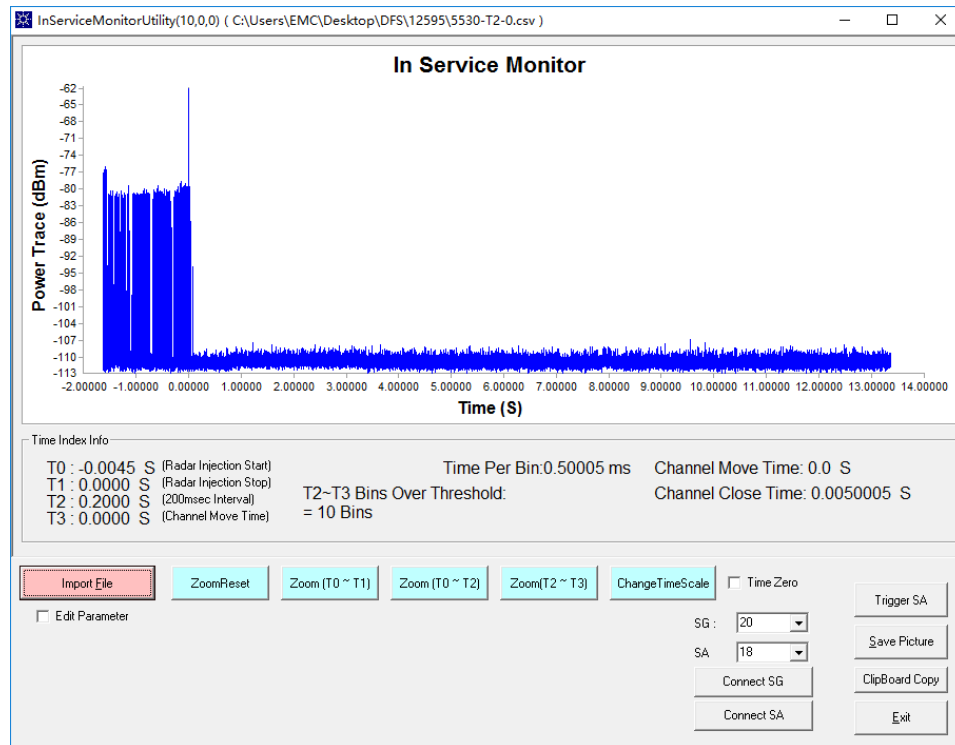 InServiceMonitorUtility(10,0,0) ( C:\Users\EMC\Desktop\DFS\12595\5530-T2-0.csv )
In Service Monitor
Power Trace (dBm)
-62
-65
-68
-71
-74
-77
-80
-83
-86
-89
-92
-95
-98
-101
-104
-107
-110
-113
-2.00000 -1.00000 0.00000 1.00000 2.00000 3.00000 4.00000 5.00000 6.00000 7.00000 8.00000 9.00000 10.00000 11.00000 12.00000 13.00000 14.00000
Time (S)
Time Index Info
T0 : -0.0045 S (Radar Injection Start)
T1 : 0.0000 S (Radar Injection Stop)
T2 : 0.2000 S (200msec Interval)
T3 : 0.0000 S (Channel Move Time)
Time Per Bin:0.50005 ms
T2~T3 Bins Over Threshold:
= 10 Bins
Channel Move Time: 0.0 S
Channel Close Time: 0.0050005 S
Import File ZoomReset Zoom (T0 ~ T1) Zoom (T0 ~ T2) Zoom(T2 ~ T3) ChangeTimeScale Time Zero
Edit Parameter
SG : 20
SA 18
Connect SG
Connect SA
Trigger SA
Save Picture
ClipBoard Copy
Exit